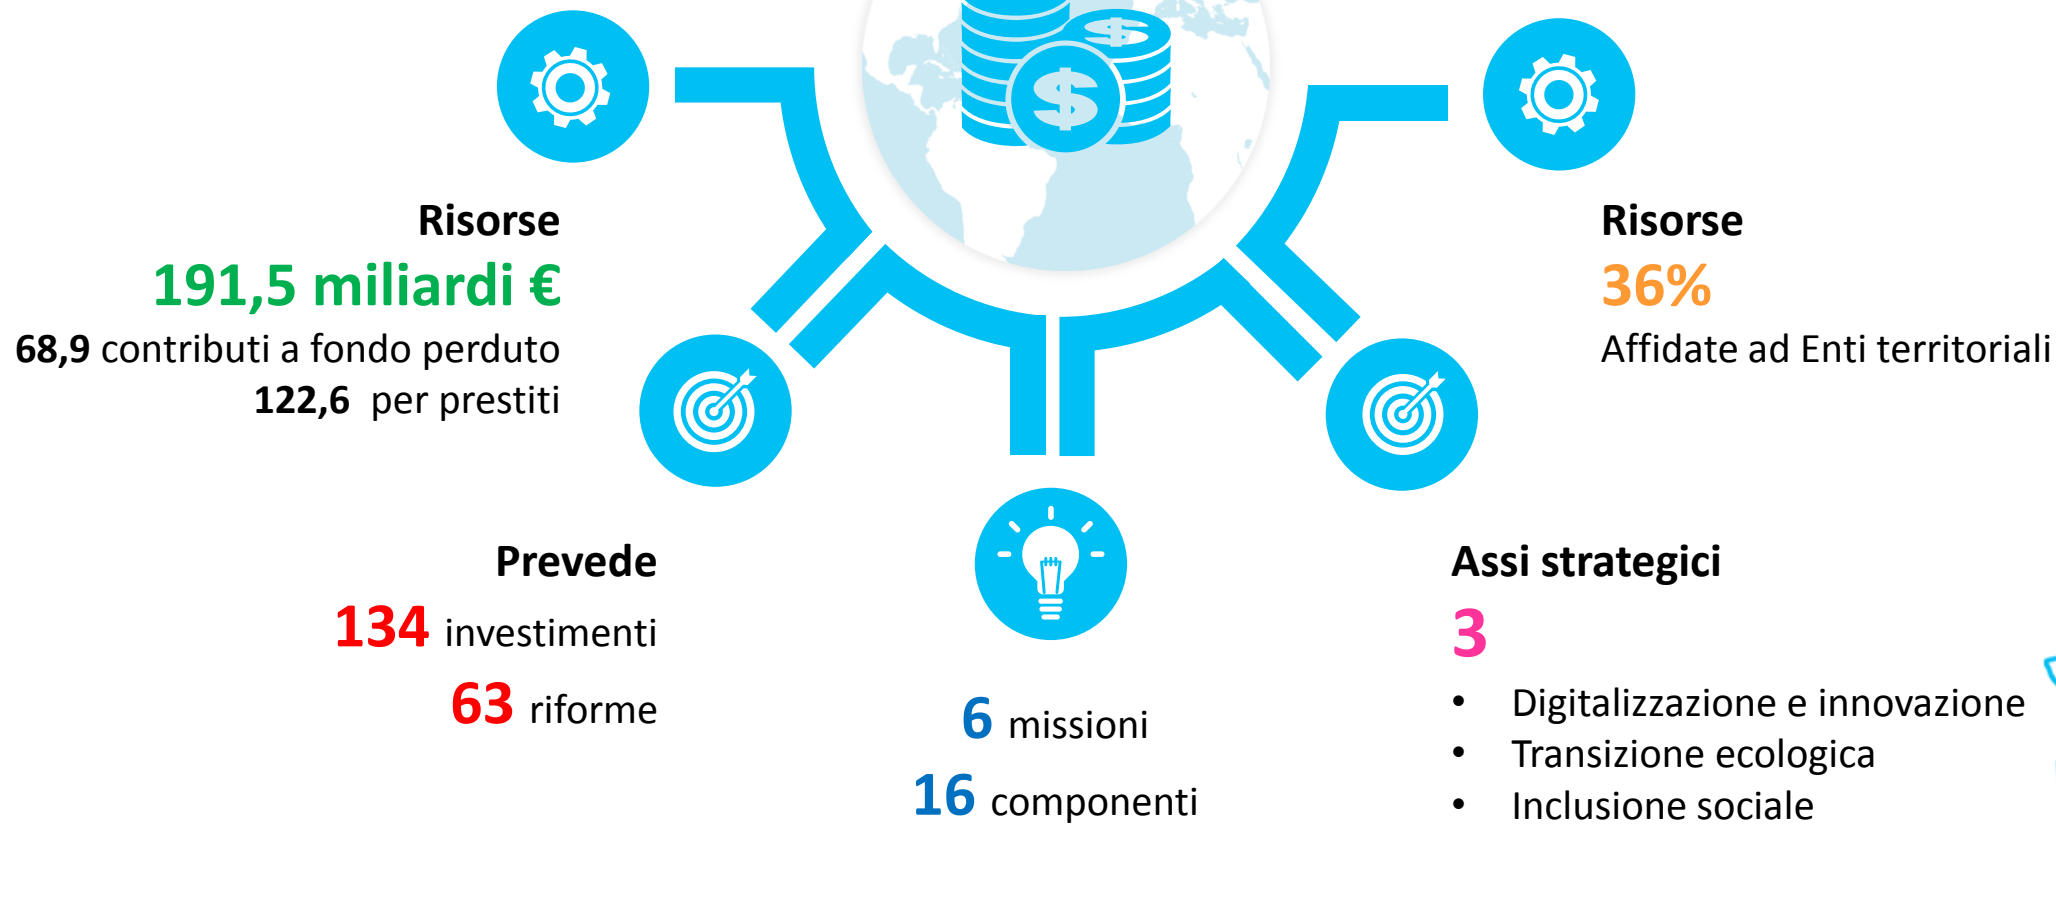 Risorse
191,5 miliardi €
68,9 contributi a fondo perduto
122,6 per prestiti
Risorse
36%
Affidate ad Enti territoriali
Prevede
134 investimenti
63 riforme
6 missioni
16 componenti
Assi strategici
3
• Digitalizzazione e innovazione
• Transizione ecologica
• Inclusione sociale
$
$